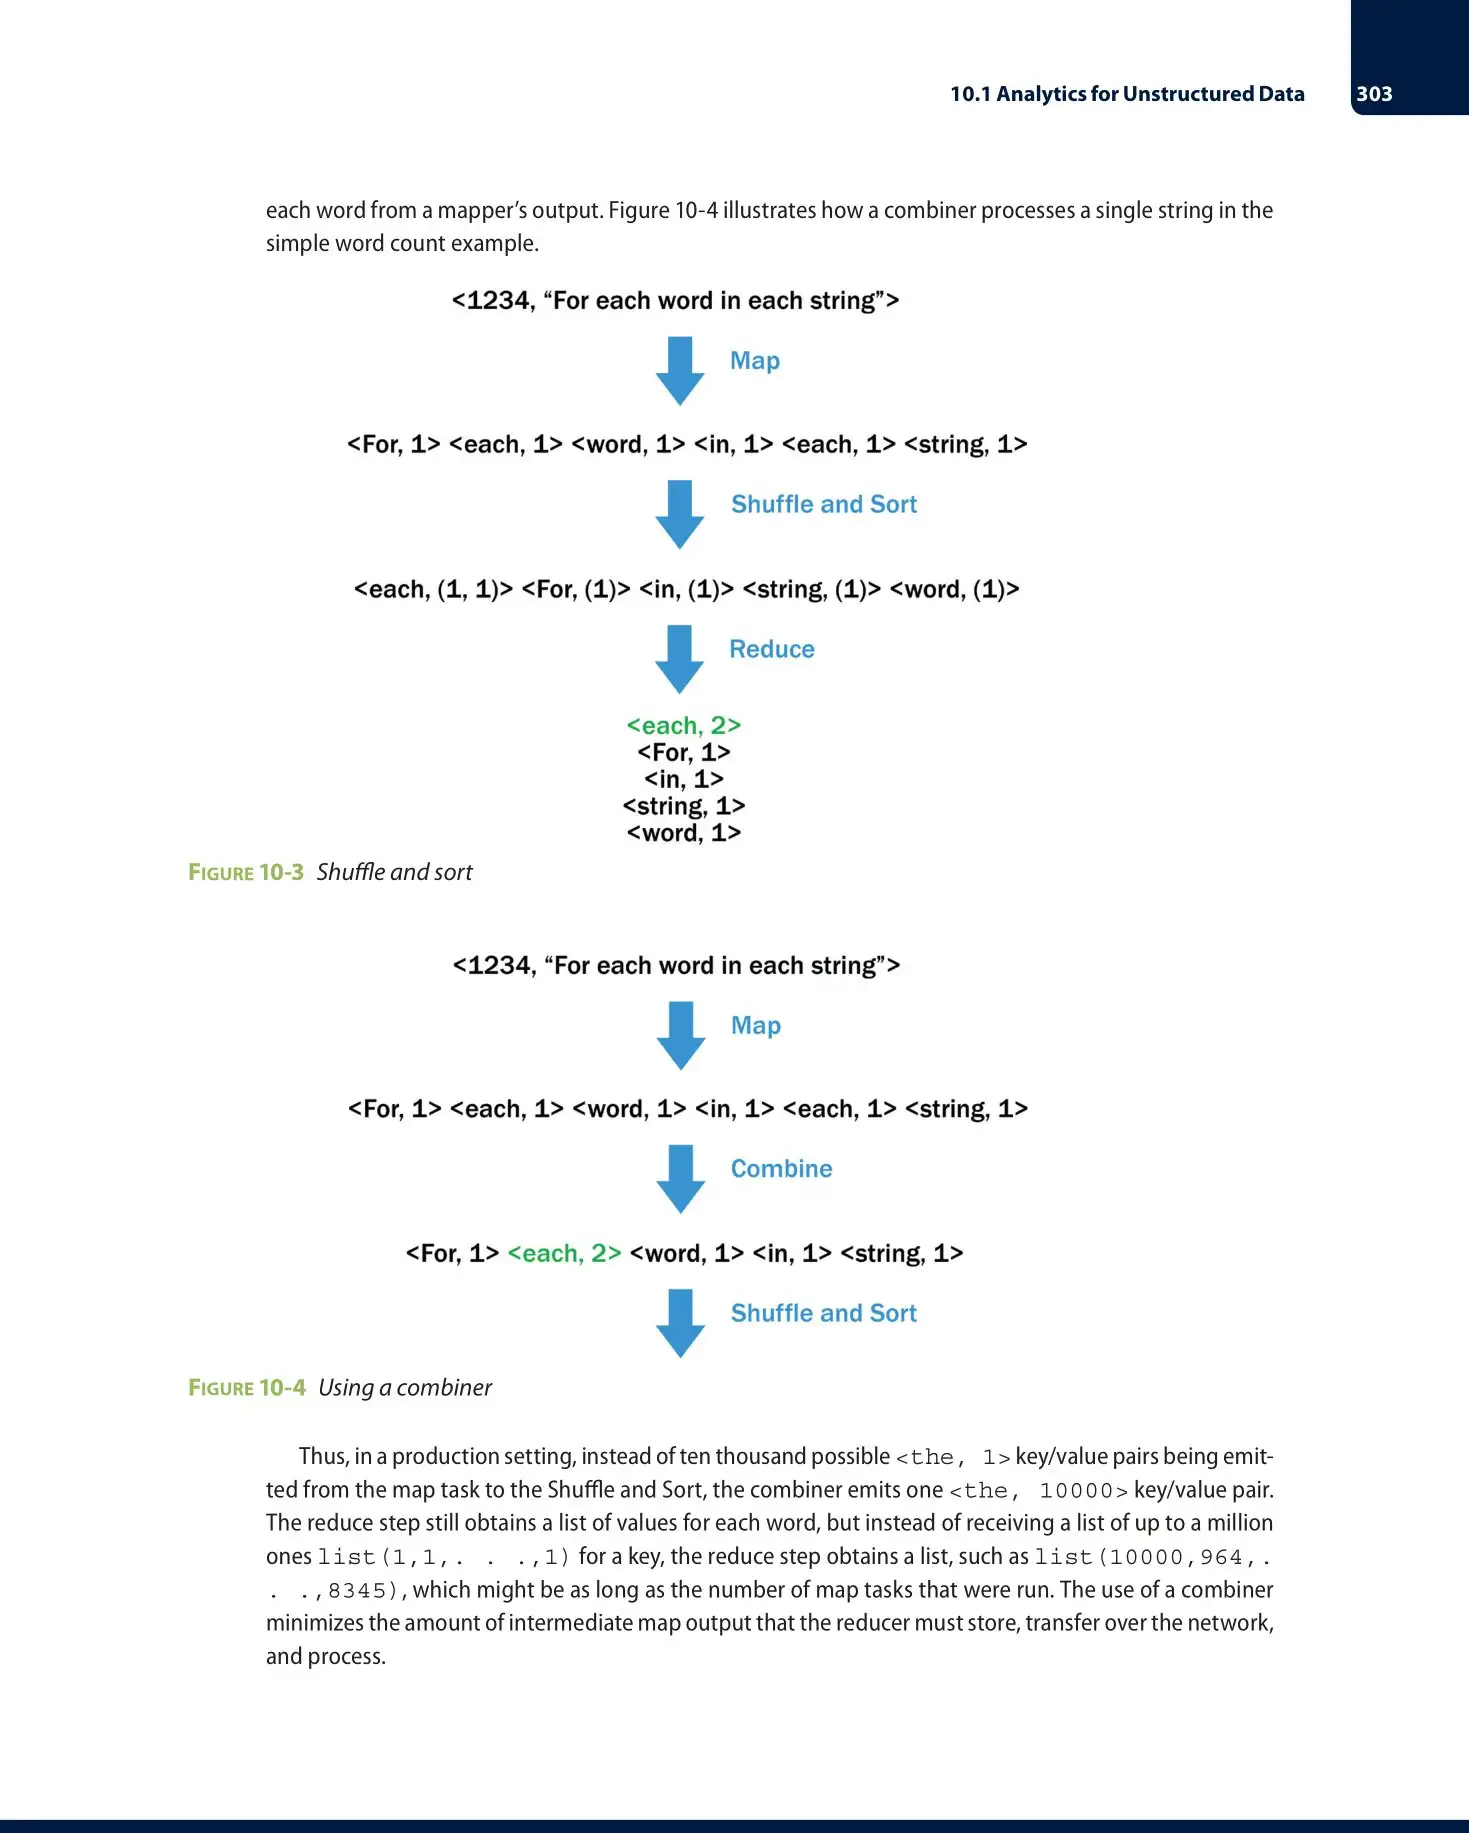 10.1 Analytics for Unstructured Data 303
each word from a mapper’s output. Figure 10-4 illustrates how a combiner processes a single string in the
simple word count example.
<1234, “For each word in each string”>
Map
<For, 1> <each, 1> <word, 1> <in, 1> <each, 1> <string, 1>
Shuffle and Sort
<each, (1, 1)> <For, (1)> <in, (1)> <string, (1)> <word, (1)>
Reduce
<each, 2>
<For, 1>
<in, 1>
<string, 1>
<word, 1>
FIGURE 10-3 Shuffle and sort
<1234, “For each word in each string”>
Map
<For, 1> <each, 1> <word, 1> <in, 1> <each, 1> <string, 1>
Combine
<For, 1> <each, 2> <word, 1> <in, 1> <string, 1>
Shuffle and Sort
FIGURE 10-4 Using a combiner
Thus, in a production setting, instead of ten thousand possible <the, 1> key/value pairs being emit-
ted from the map task to the Shuffle and Sort, the combiner emits one <the, 10000> key/value pair.
The reduce step still obtains a list of values for each word, but instead of receiving a list of up to a million
ones list(1,1,. . .,1) for a key, the reduce step obtains a list, such as list(10000,964,.
. .,8345), which might be as long as the number of map tasks that were run. The use of a combiner
minimizes the amount of intermediate map output that the reducer must store, transfer over the network,
and process.